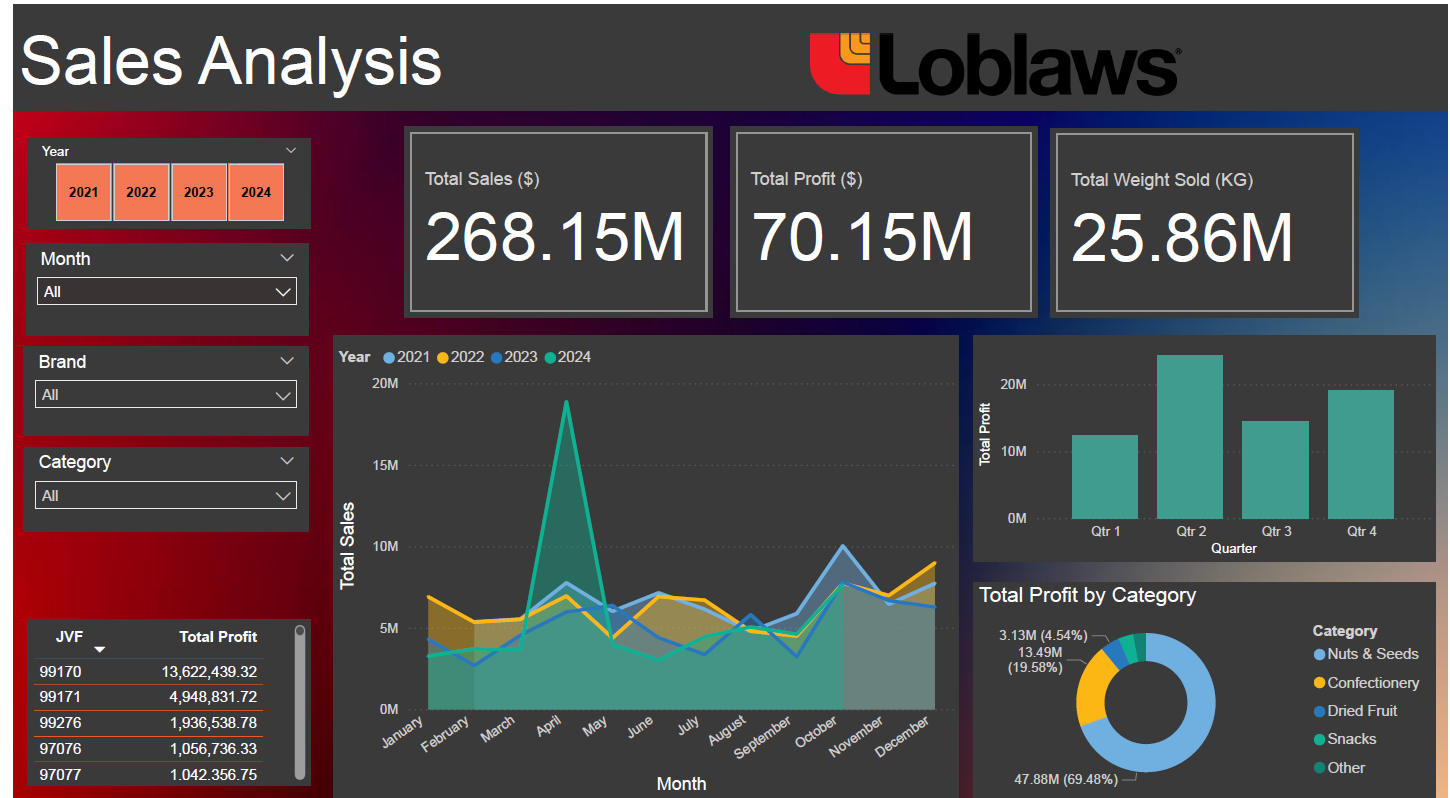 Sales Analysis
Loblaws®
Year
2021 2022 2023 2024
Month
All
Brand
All
Category
All
JVF Total Profit
99170 13,622,439.32
99171 4,948,831.72
99276 1,936,538.78
97076 1,056,736.33
97077 1,042,356.75
Total Sales ($)
268.15M
Total Profit ($)
70.15M
Total Weight Sold (KG)
25.86M
Year 2021 2022 2023 2024
Total Sales
20M
15M
10M
5M
0M
January February March April May June July August September October November December
Month
Total Profit
20M
10M
0M
Qtr 1 Qtr 2 Qtr 3 Qtr 4
Quarter
Total Profit by Category
3.13M (4.54%)
13.49M
(19.58%)
47.88M (69.48%)
Category
Nuts & Seeds
Confectionery
Dried Fruit
Snacks
Other